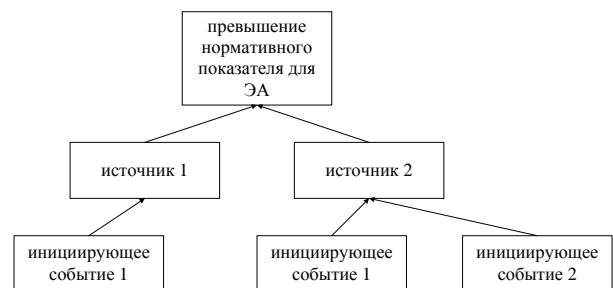 превышение
нормативного
показателя для
ЭА
источник 1
источник 2
инициирующее
событие 1
инициирующее
событие 1
инициирующее
событие 2